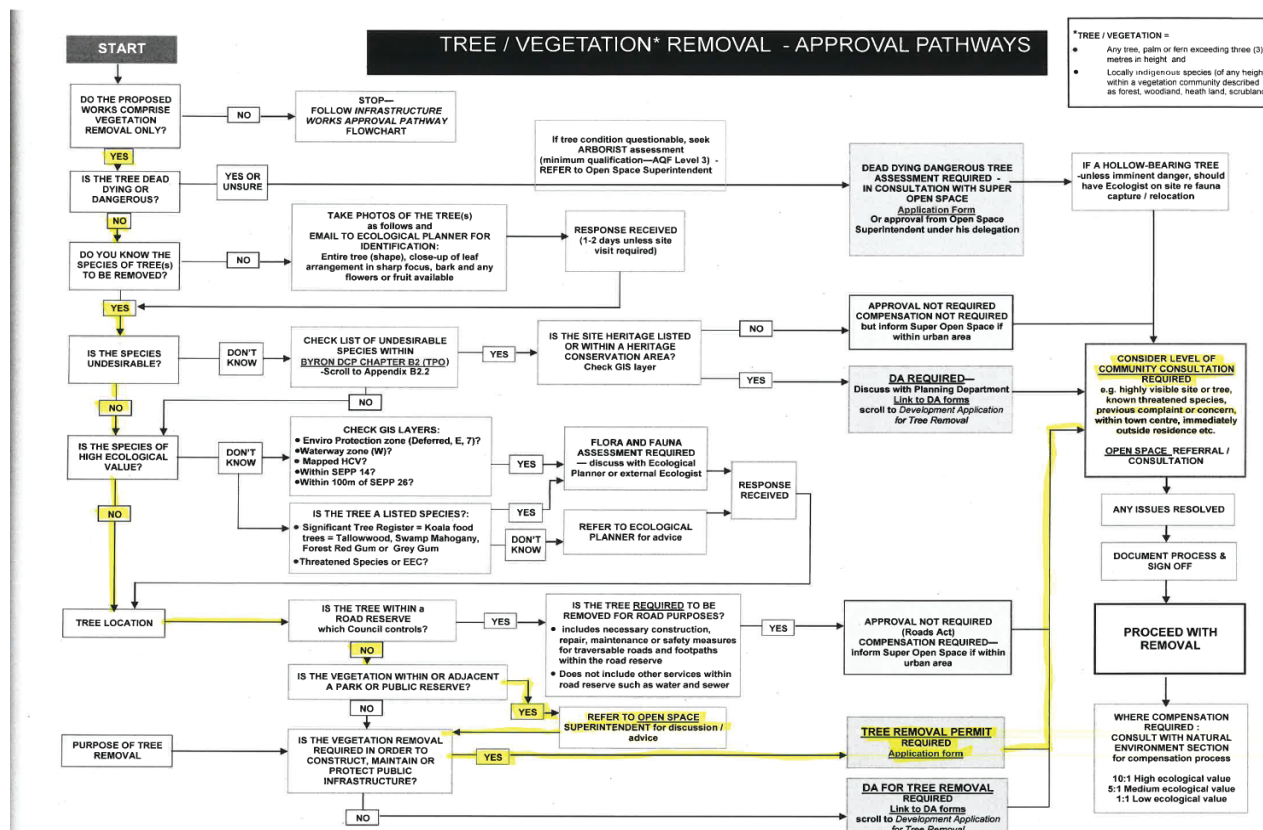 START
TREE / VEGETATION* REMOVAL - APPROVAL PATHWAYS
*TREE / VEGETATION =
• Any tree, palm or fern exceeding three (3)
metres in height and
• Locally indigenous species (of any height
within a vegetation community described
as forest, woodland, heath land, scrubland
DO THE PROPOSED
WORKS COMPRISE
VEGETATION
REMOVAL ONLY?
NO
STOP—
FOLLOW INFRASTRUCTURE
WORKS APPROVAL PATHWAY
FLOWCHART
YES
IS THE TREE DEAD
DYING OR
DANGEROUS?
YES OR
UNSURE
If tree condition questionable, seek
ARBORIST assessment
(minimum qualification—AQF Level 3) -
REFER to Open Space Superintendent
DEAD DYING DANGEROUS TREE
ASSESSMENT REQUIRED -
IN CONSULTATION WITH SUPER
OPEN SPACE
Application Form
Or approval from Open Space
Superintendent under his delegation
IF A HOLLOW-BEARING TREE
-unless imminent danger, should
have Ecologist on site re fauna
capture / relocation
NO
DO YOU KNOW THE
SPECIES OF TREE(s)
TO BE REMOVED?
NO
TAKE PHOTOS OF THE TREE(s)
as follows and
EMAIL TO ECOLOGICAL PLANNER FOR
IDENTIFICATION:
Entire tree (shape), close-up of leaf
arrangement in sharp focus, bark and any
flowers or fruit available
RESPONSE RECEIVED
(1-2 days unless site
visit required)
YES
IS THE SPECIES
UNDESIRABLE?
DON'T
KNOW
CHECK LIST OF UNDESIRABLE
SPECIES WITHIN
BYRON DCP CHAPTER B2 (TPO)
-Scroll to Appendix B2.2
YES
IS THE SITE HERITAGE LISTED
OR WITHIN A HERITAGE
CONSERVATION AREA?
Check GIS layer
NO
APPROVAL NOT REQUIRED
COMPENSATION NOT REQUIRED
but inform Super Open Space if
within urban area
YES
DA REQUIRED—
Discuss with Planning Department
Link to DA forms
scroll to Development Application
for Tree Removal
CONSIDER LEVEL OF
COMMUNITY CONSULTATION
REQUIRED
e.g. highly visible site or tree,
known threatened species,
previous complaint or concern,
within town centre, immediately
outside residence etc.
OPEN SPACE REFERRAL /
CONSULTATION
NO
NO
IS THE SPECIES OF
HIGH ECOLOGICAL
VALUE?
DON'T
KNOW
CHECK GIS LAYERS:
• Enviro Protection zone (Deferred, E, 7)?
• Waterway zone (W)?
• Mapped HCV?
• Within SEPP 14?
• Within 100m of SEPP 26?
YES
FLORA AND FAUNA
ASSESSMENT REQUIRED
— discuss with Ecological
Planner or external Ecologist
RESPONSE
RECEIVED
NO
IS THE TREE A LISTED SPECIES?:
• Significant Tree Register = Koala food
trees = Tallowwood, Swamp Mahogany,
Forest Red Gum or Grey Gum
• Threatened Species or EEC?
YES
DON'T
KNOW
REFER TO ECOLOGICAL
PLANNER for advice
ANY ISSUES RESOLVED
DOCUMENT PROCESS &
SIGN OFF
TREE LOCATION
IS THE TREE WITHIN a
ROAD RESERVE
which Council controls?
YES
IS THE TREE REQUIRED TO BE
REMOVED FOR ROAD PURPOSES?
• includes necessary construction,
repair, maintenance or safety measures
for traversable roads and footpaths
within the road reserve
• Does not include other services within
road reserve such as water and sewer
YES
APPROVAL NOT REQUIRED
(Roads Act)
COMPENSATION REQUIRED—
inform Super Open Space if within
urban area
PROCEED WITH
REMOVAL
NO
IS THE VEGETATION WITHIN OR ADJACENT
A PARK OR PUBLIC RESERVE?
NO
YES
REFER TO OPEN SPACE
SUPERINTENDENT for discussion /
advice
PURPOSE OF TREE
REMOVAL
IS THE VEGETATION REMOVAL
REQUIRED IN ORDER TO
CONSTRUCT, MAINTAIN OR
PROTECT PUBLIC
INFRASTRUCTURE?
YES
TREE REMOVAL PERMIT
REQUIRED
Application form
WHERE COMPENSATION
REQUIRED :
CONSULT WITH NATURAL
ENVIRONMENT SECTION
for compensation process
10:1 High ecological value
5:1 Medium ecological value
1:1 Low ecological value
NO
DA FOR TREE REMOVAL
REQUIRED
Link to DA forms
scroll to Development Application
for Tree Removal